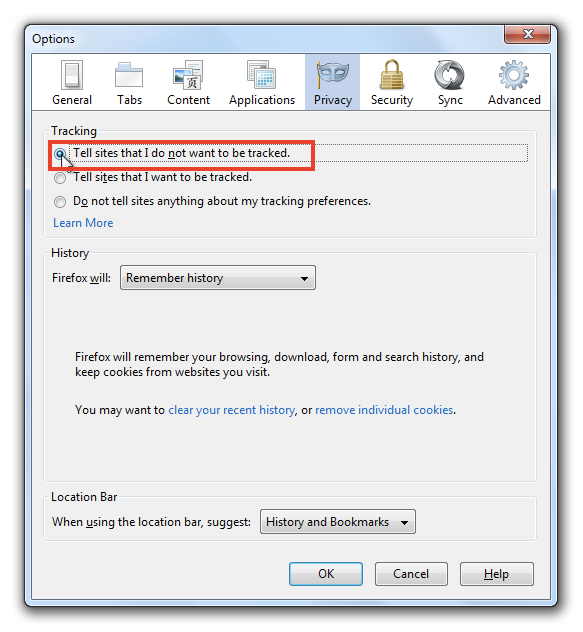 Options
General Tabs Content Applications Privacy Security Sync Advanced
Tracking
Tell sites that I do not want to be tracked.
Tell sites that I want to be tracked.
Do not tell sites anything about my tracking preferences.
Learn More
History
Firefox will: Remember history
Firefox will remember your browsing, download, form and search history, and
keep cookies from websites you visit.
You may want to clear your recent history, or remove individual cookies.
Location Bar
When using the location bar, suggest: History and Bookmarks
OK Cancel Help